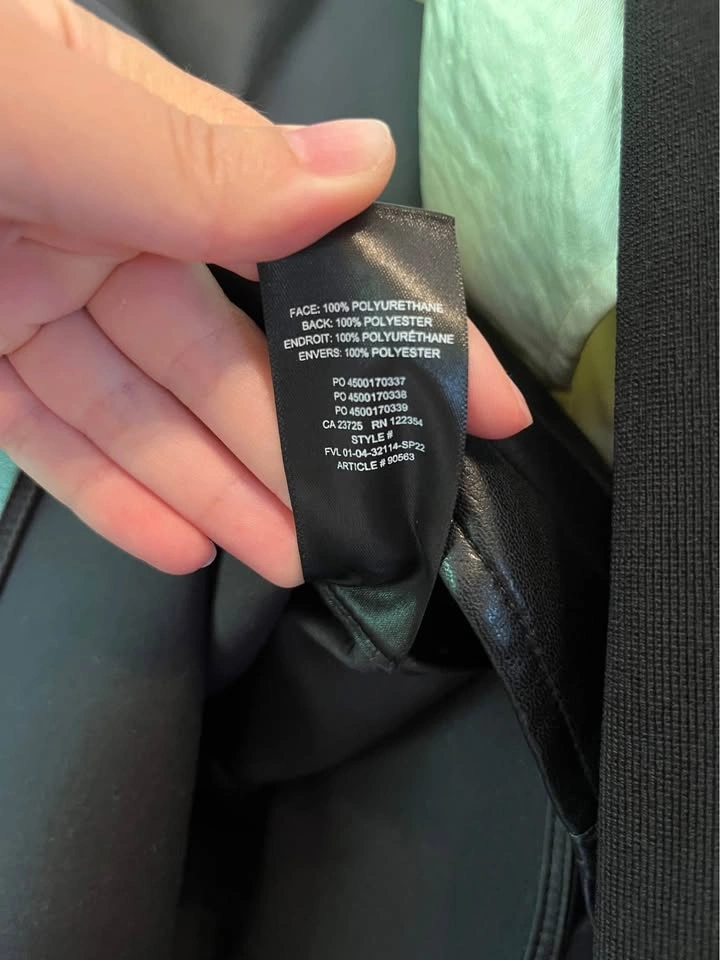 FACE: 100% POLYURETHANE
BACK: 100% POLYESTER
ENDROIT: 100% POLYURÉTHANE
ENVERS: 100% POLYESTER
PO 4500170337
PO 4500170338
PO 4500170339
CA 23725 RN 122354
STYLE #
FVL 01-04-32114-SP22
ARTICLE # 90563